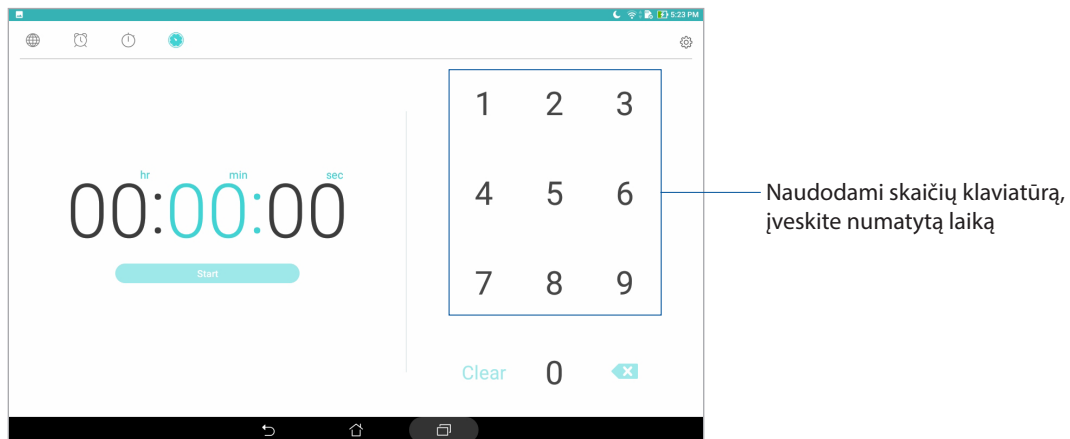 5:23 PM
hr min sec
00:00:00
Start
1 2 3
4 5 6
7 8 9
Clear 0
Naudodami skaičių klaviatūrą,
įveskite numatytą laiką